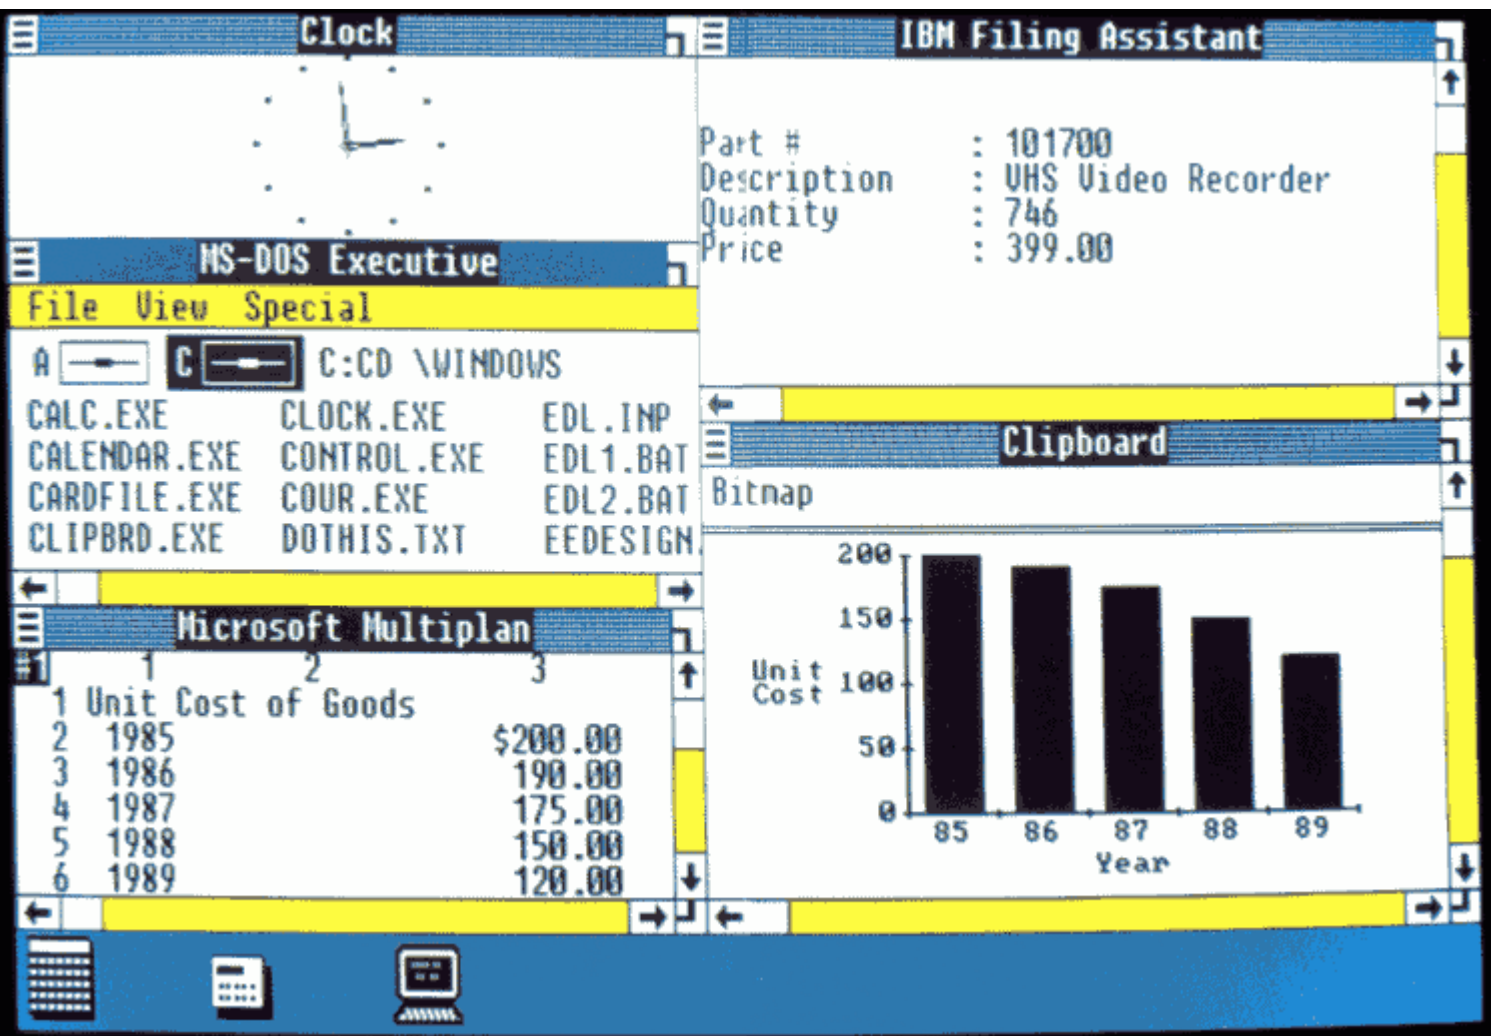 Clock
MS-DOS Executive
File View Special
A C C:CD \WINDOWS
CALC.EXE CLOCK.EXE EDL.INP
CALENDAR.EXE CONTROL.EXE EDL1.BAT
CARDFILE.EXE COUR.EXE EDL2.BAT
CLIPBRD.EXE DOTHIS.TXT EEDESIGN.
Microsoft Multiplan
#1 1 2 3
1 Unit Cost of Goods
2 1985 $200.00
3 1986 190.00
4 1987 175.00
5 1988 150.00
6 1989 120.00
IBM Filing Assistant
Part # : 101700
Description : VHS Video Recorder
Quantity : 746
Price : 399.00
Clipboard
Bitmap
200
150
Unit
Cost
100
50
0
85 86 87 88 89
Year